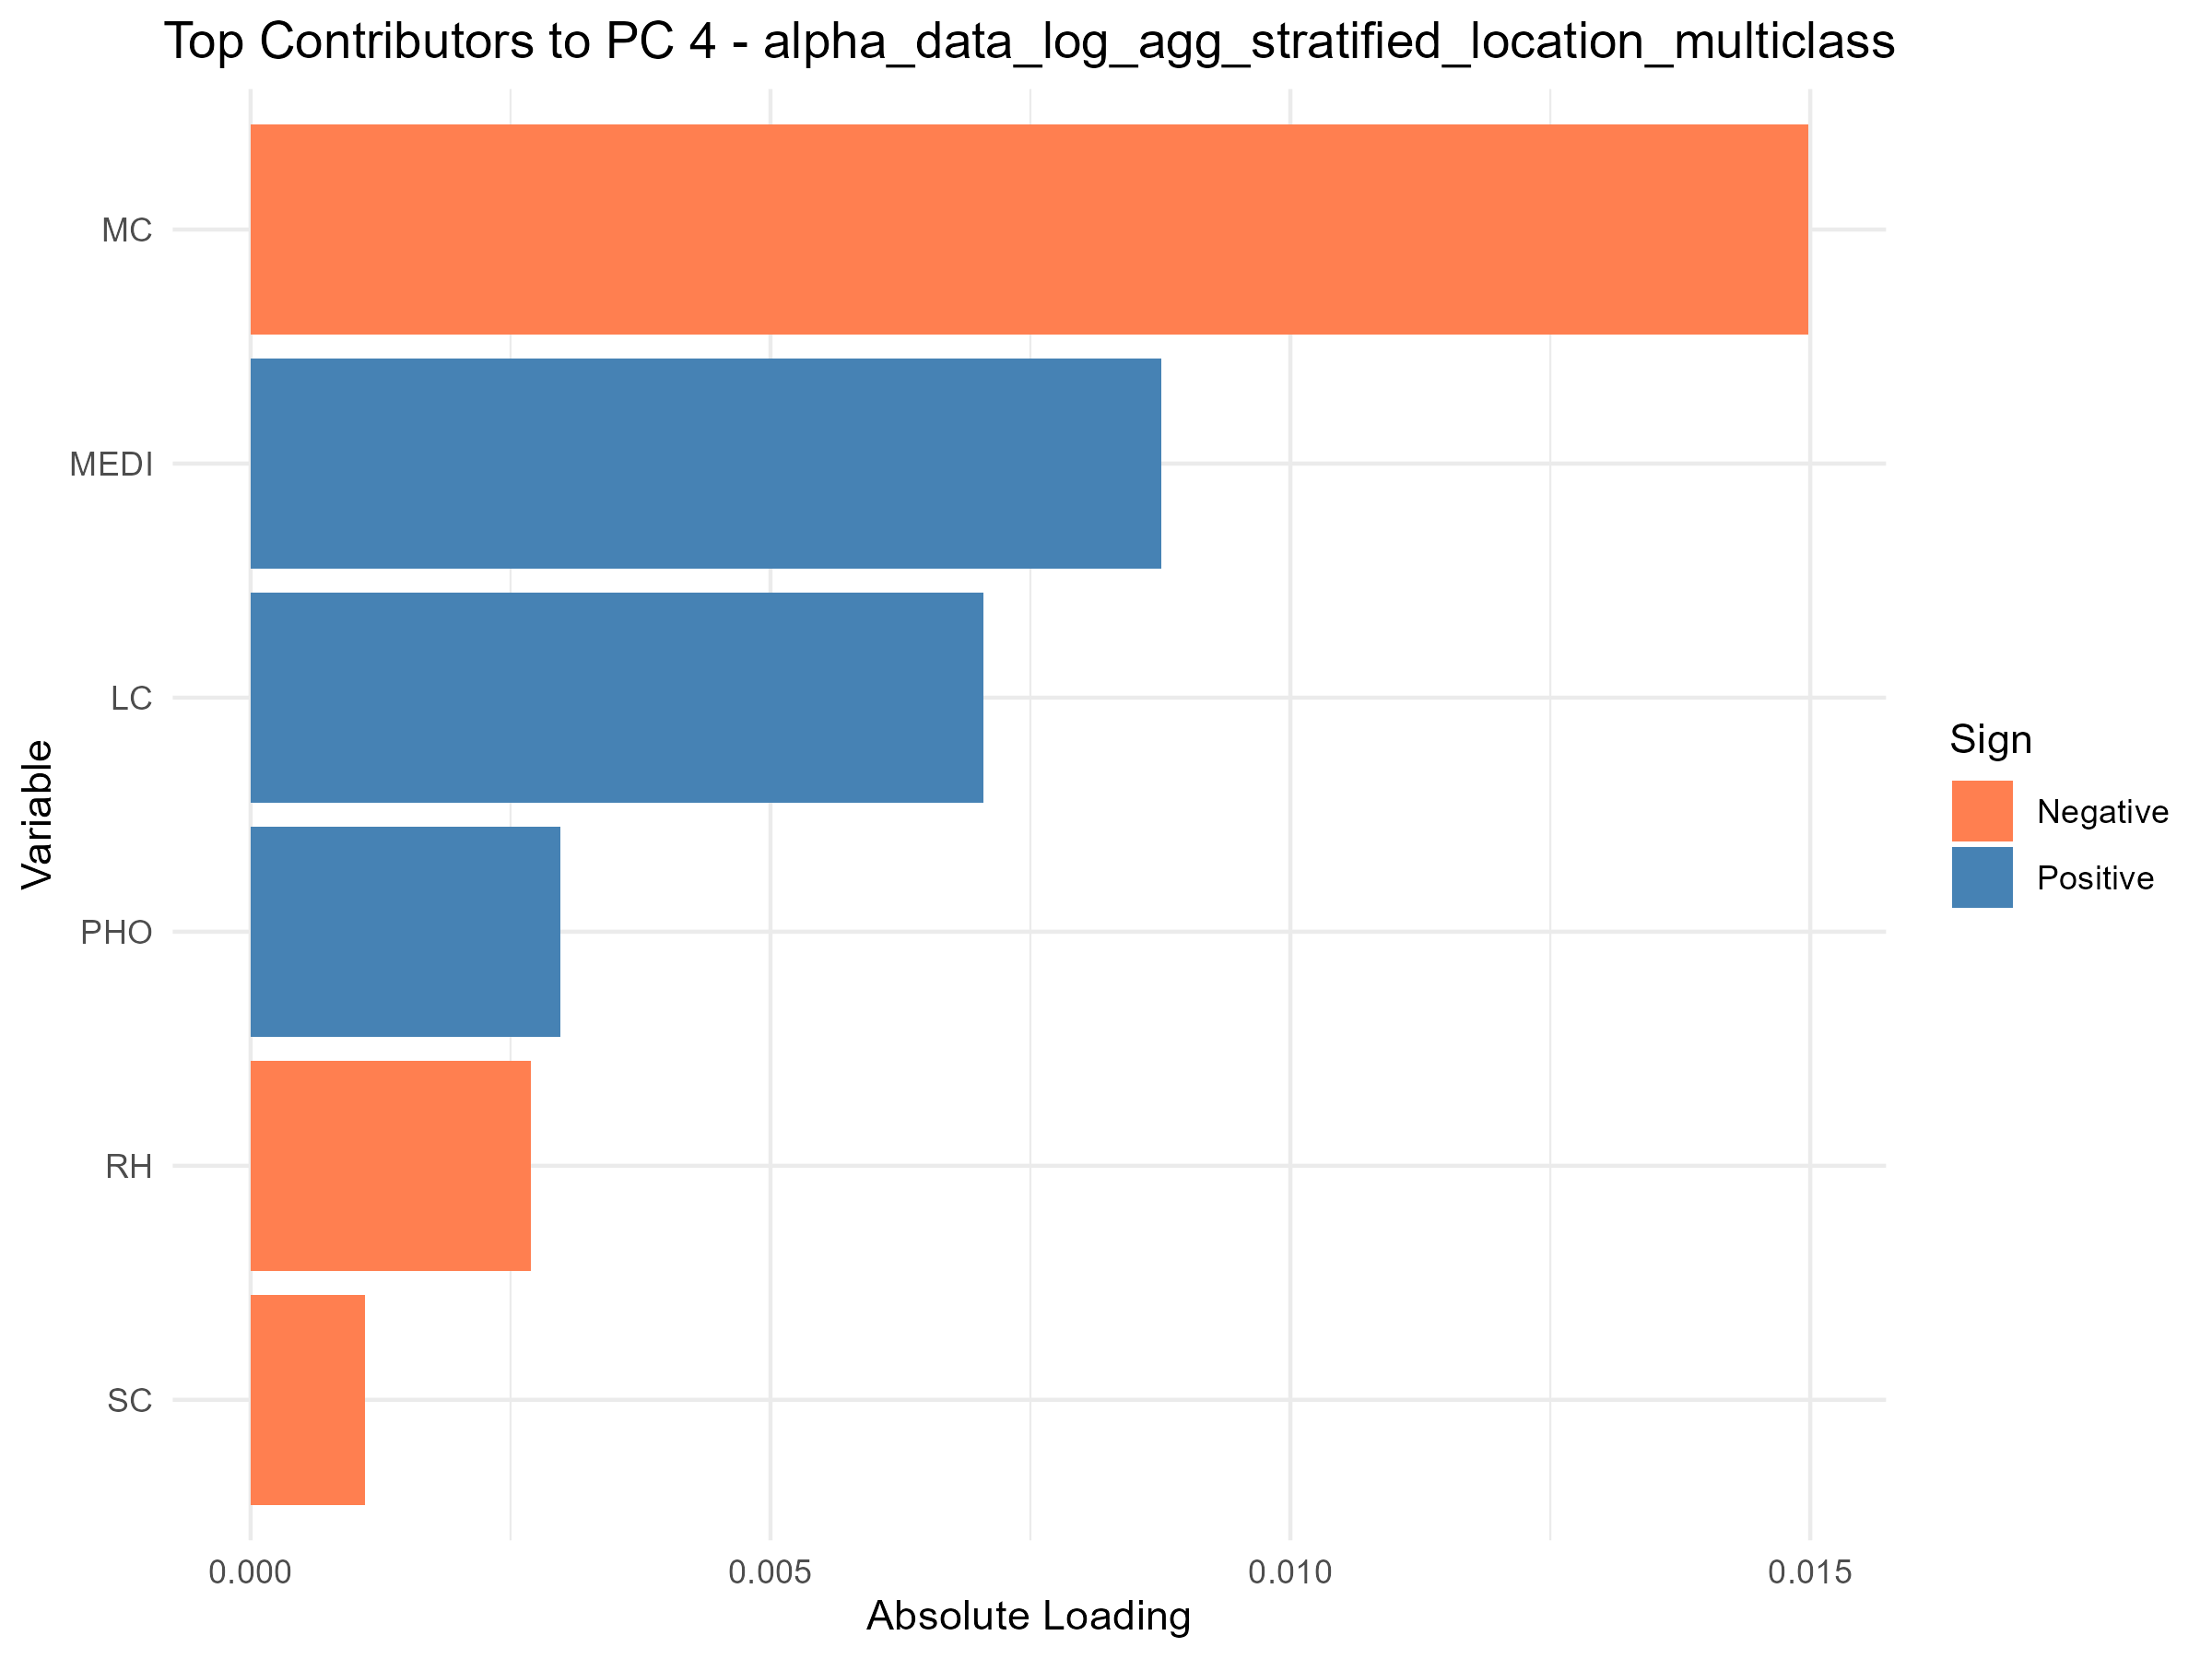 Top Contributors to PC 4 - alpha_data_log_agg_stratified_location_multiclass
Variable
MC
MEDI
LC
PHO
RH
SC
0.000 0.005 0.010 0.015
Absolute Loading
Sign
Negative
Positive